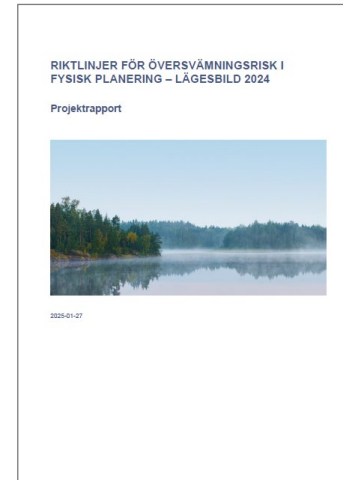 RIKTLINJER FÖR ÖVERSVÄMNINGSRISK I
FYSISK PLANERING – LÄGESBILD 2024
Projektrapport
2025-01-27